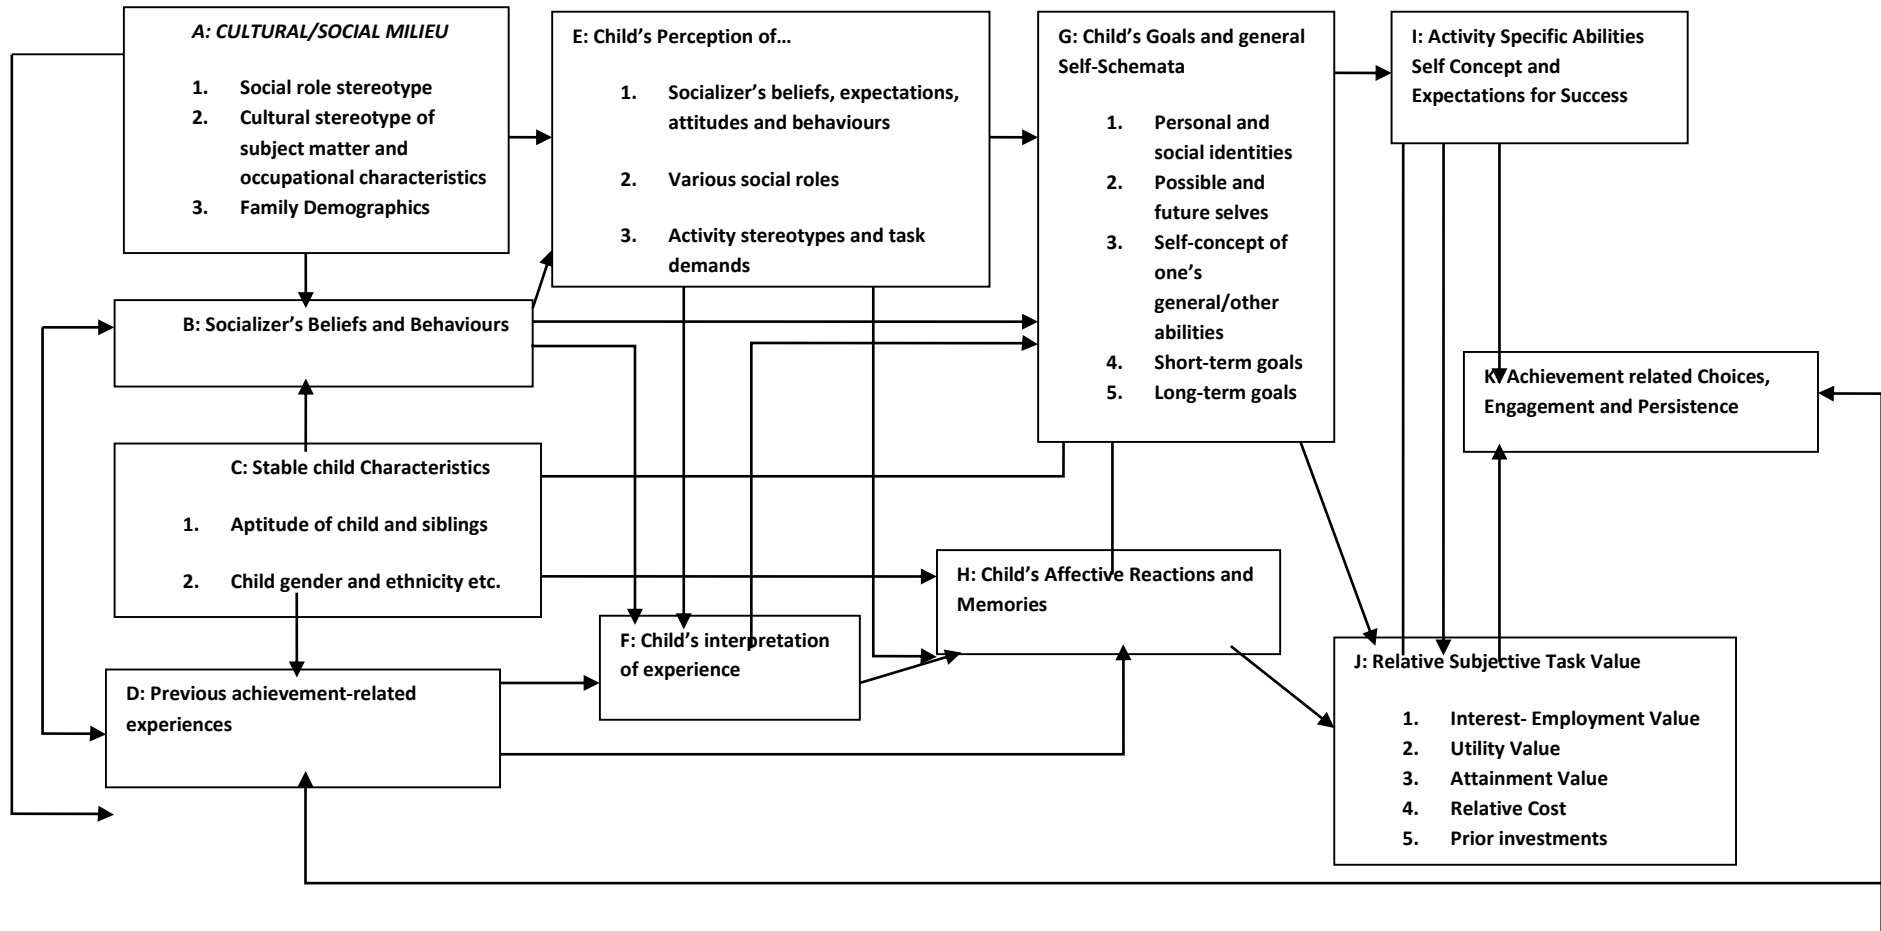 A: CULTURAL/SOCIAL MILIEU
1. Social role stereotype
2. Cultural stereotype of
subject matter and
occupational characteristics
3. Family Demographics
B: Socializer's Beliefs and Behaviours
C: Stable child Characteristics
1. Aptitude of child and siblings
2. Child gender and ethnicity etc.
D: Previous achievement-related
experiences
E: Child's Perception of…
1. Socializer's beliefs, expectations,
attitudes and behaviours
2. Various social roles
3. Activity stereotypes and task
demands
F: Child's interpretation
of experience
G: Child's Goals and general
Self-Schemata
1. Personal and
social identities
2. Possible and
future selves
3. Self-concept of
one's
general/other
abilities
4. Short-term goals
5. Long-term goals
H: Child's Affective Reactions and
Memories
I: Activity Specific Abilities
Self Concept and
Expectations for Success
K: Achievement related Choices,
Engagement and Persistence
J: Relative Subjective Task Value
1. Interest- Employment Value
2. Utility Value
3. Attainment Value
4. Relative Cost
5. Prior investments